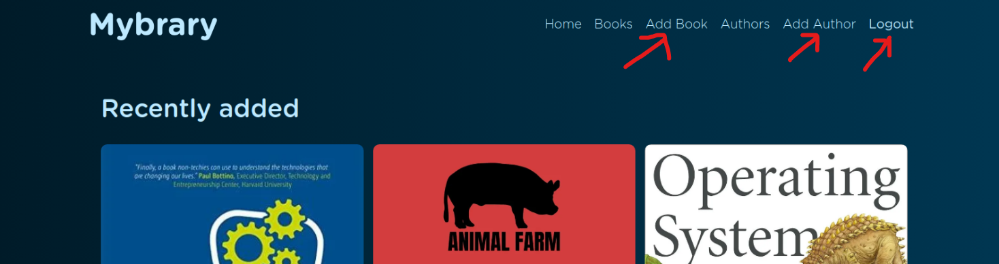 Mybrary
Home Books Add Book Authors Add Author Logout
Recently added
"Finally, a book non-techies can use to understand the technologies that
are changing our lives." Paul Bottino, Executive Director, Technology and
Entrepreneurship Center, Harvard University
ANIMAL FARM
Operating
System